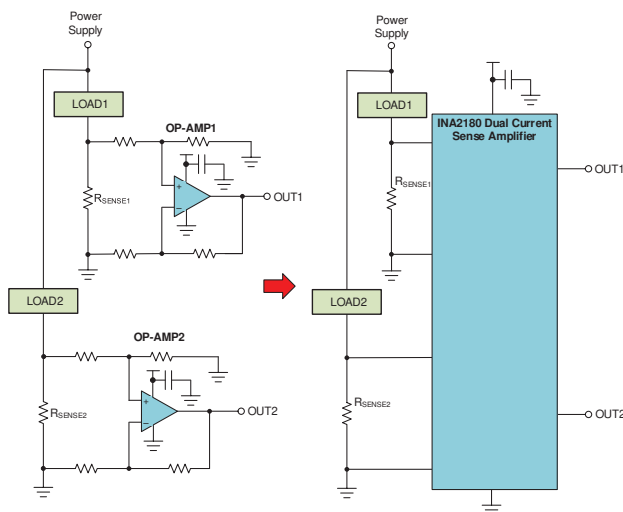 Power
Supply
LOAD1
OP-AMP1
RSENSE1
OUT1
LOAD2
OP-AMP2
RSENSE2
OUT2
Power
Supply
LOAD1
INA2180 Dual Current
Sense Amplifier
OUT1
RSENSE1
LOAD2
RSENSE2
OUT2